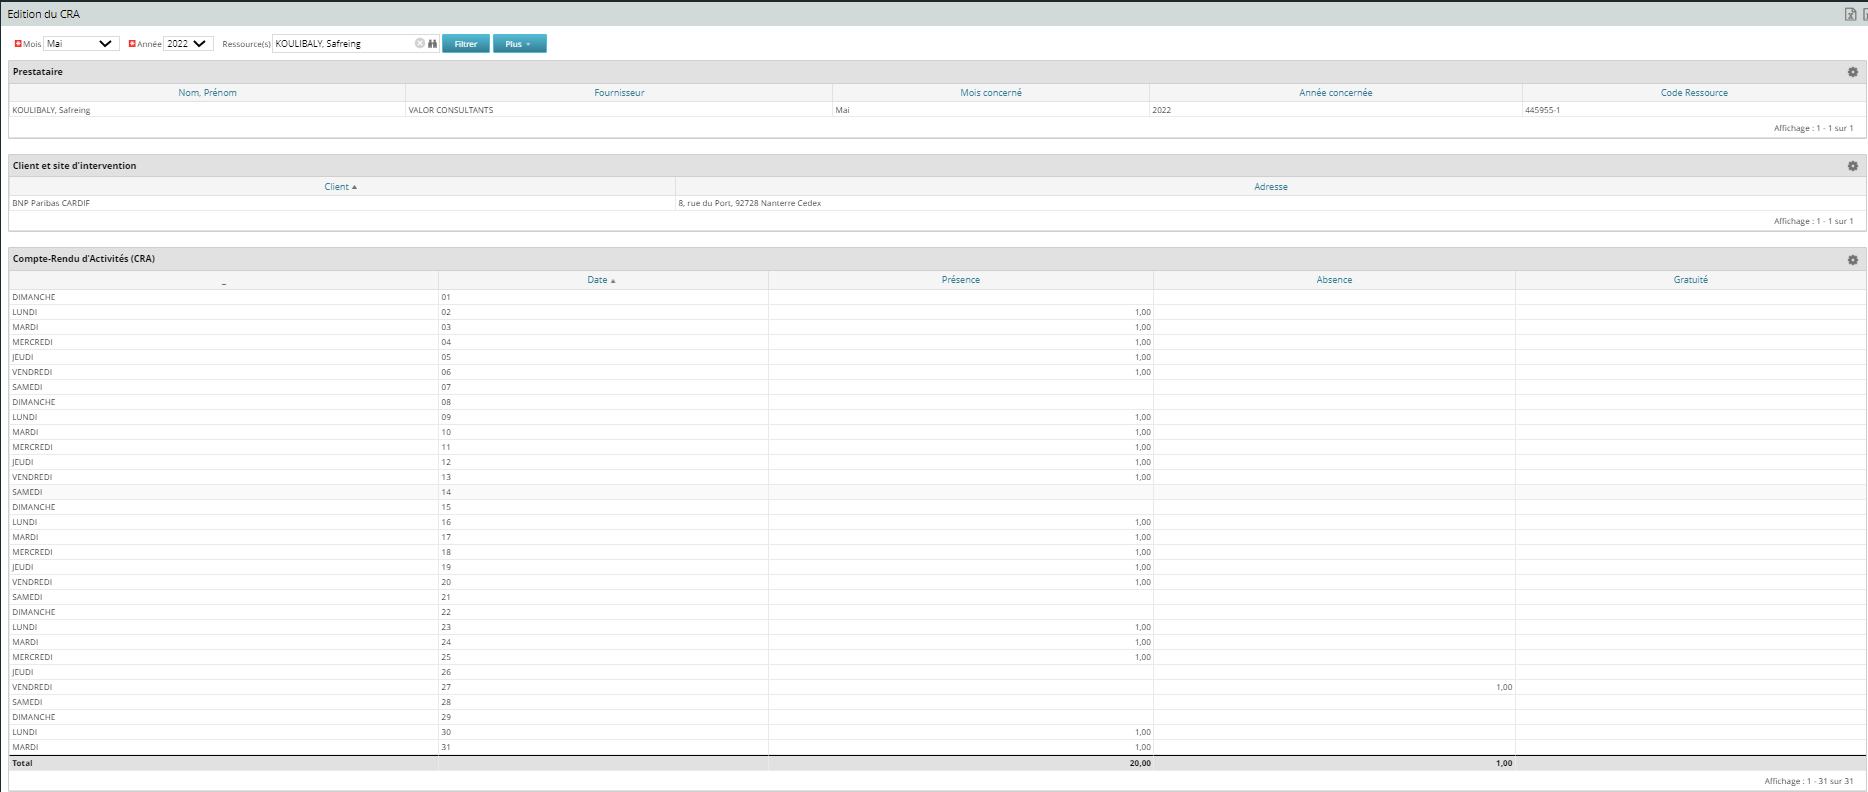 Edition du CRA
Mois Mai Année 2022 Ressource(s) KOULIBALY, Safreing Filtrer Plus
Prestataire
Nom, Prénom Fournisseur Mois concerné Année concernée Code Ressource
KOULIBALY, Safreing VALOR CONSULTANTS Mai 2022 445955-1
Affichage : 1 - 1 sur 1
Client et site d'intervention
Client Adresse
BNP Paribas CARDIF 8, rue du Port, 92728 Nanterre Cedex
Affichage : 1 - 1 sur 1
Compte-Rendu d'Activités (CRA)
_ Date Présence Absence Gratuité
DIMANCHE 01
LUNDI 02 1,00
MARDI 03 1,00
MERCREDI 04 1,00
JEUDI 05 1,00
VENDREDI 06 1,00
SAMEDI 07
DIMANCHE 08
LUNDI 09 1,00
MARDI 10 1,00
MERCREDI 11 1,00
JEUDI 12 1,00
VENDREDI 13 1,00
SAMEDI 14
DIMANCHE 15
LUNDI 16 1,00
MARDI 17 1,00
MERCREDI 18 1,00
JEUDI 19 1,00
VENDREDI 20 1,00
SAMEDI 21
DIMANCHE 22
LUNDI 23 1,00
MARDI 24 1,00
MERCREDI 25 1,00
JEUDI 26
VENDREDI 27 1,00
SAMEDI 28
DIMANCHE 29
LUNDI 30 1,00
MARDI 31 1,00
Total 20,00 1,00
Affichage : 1 - 31 sur 31